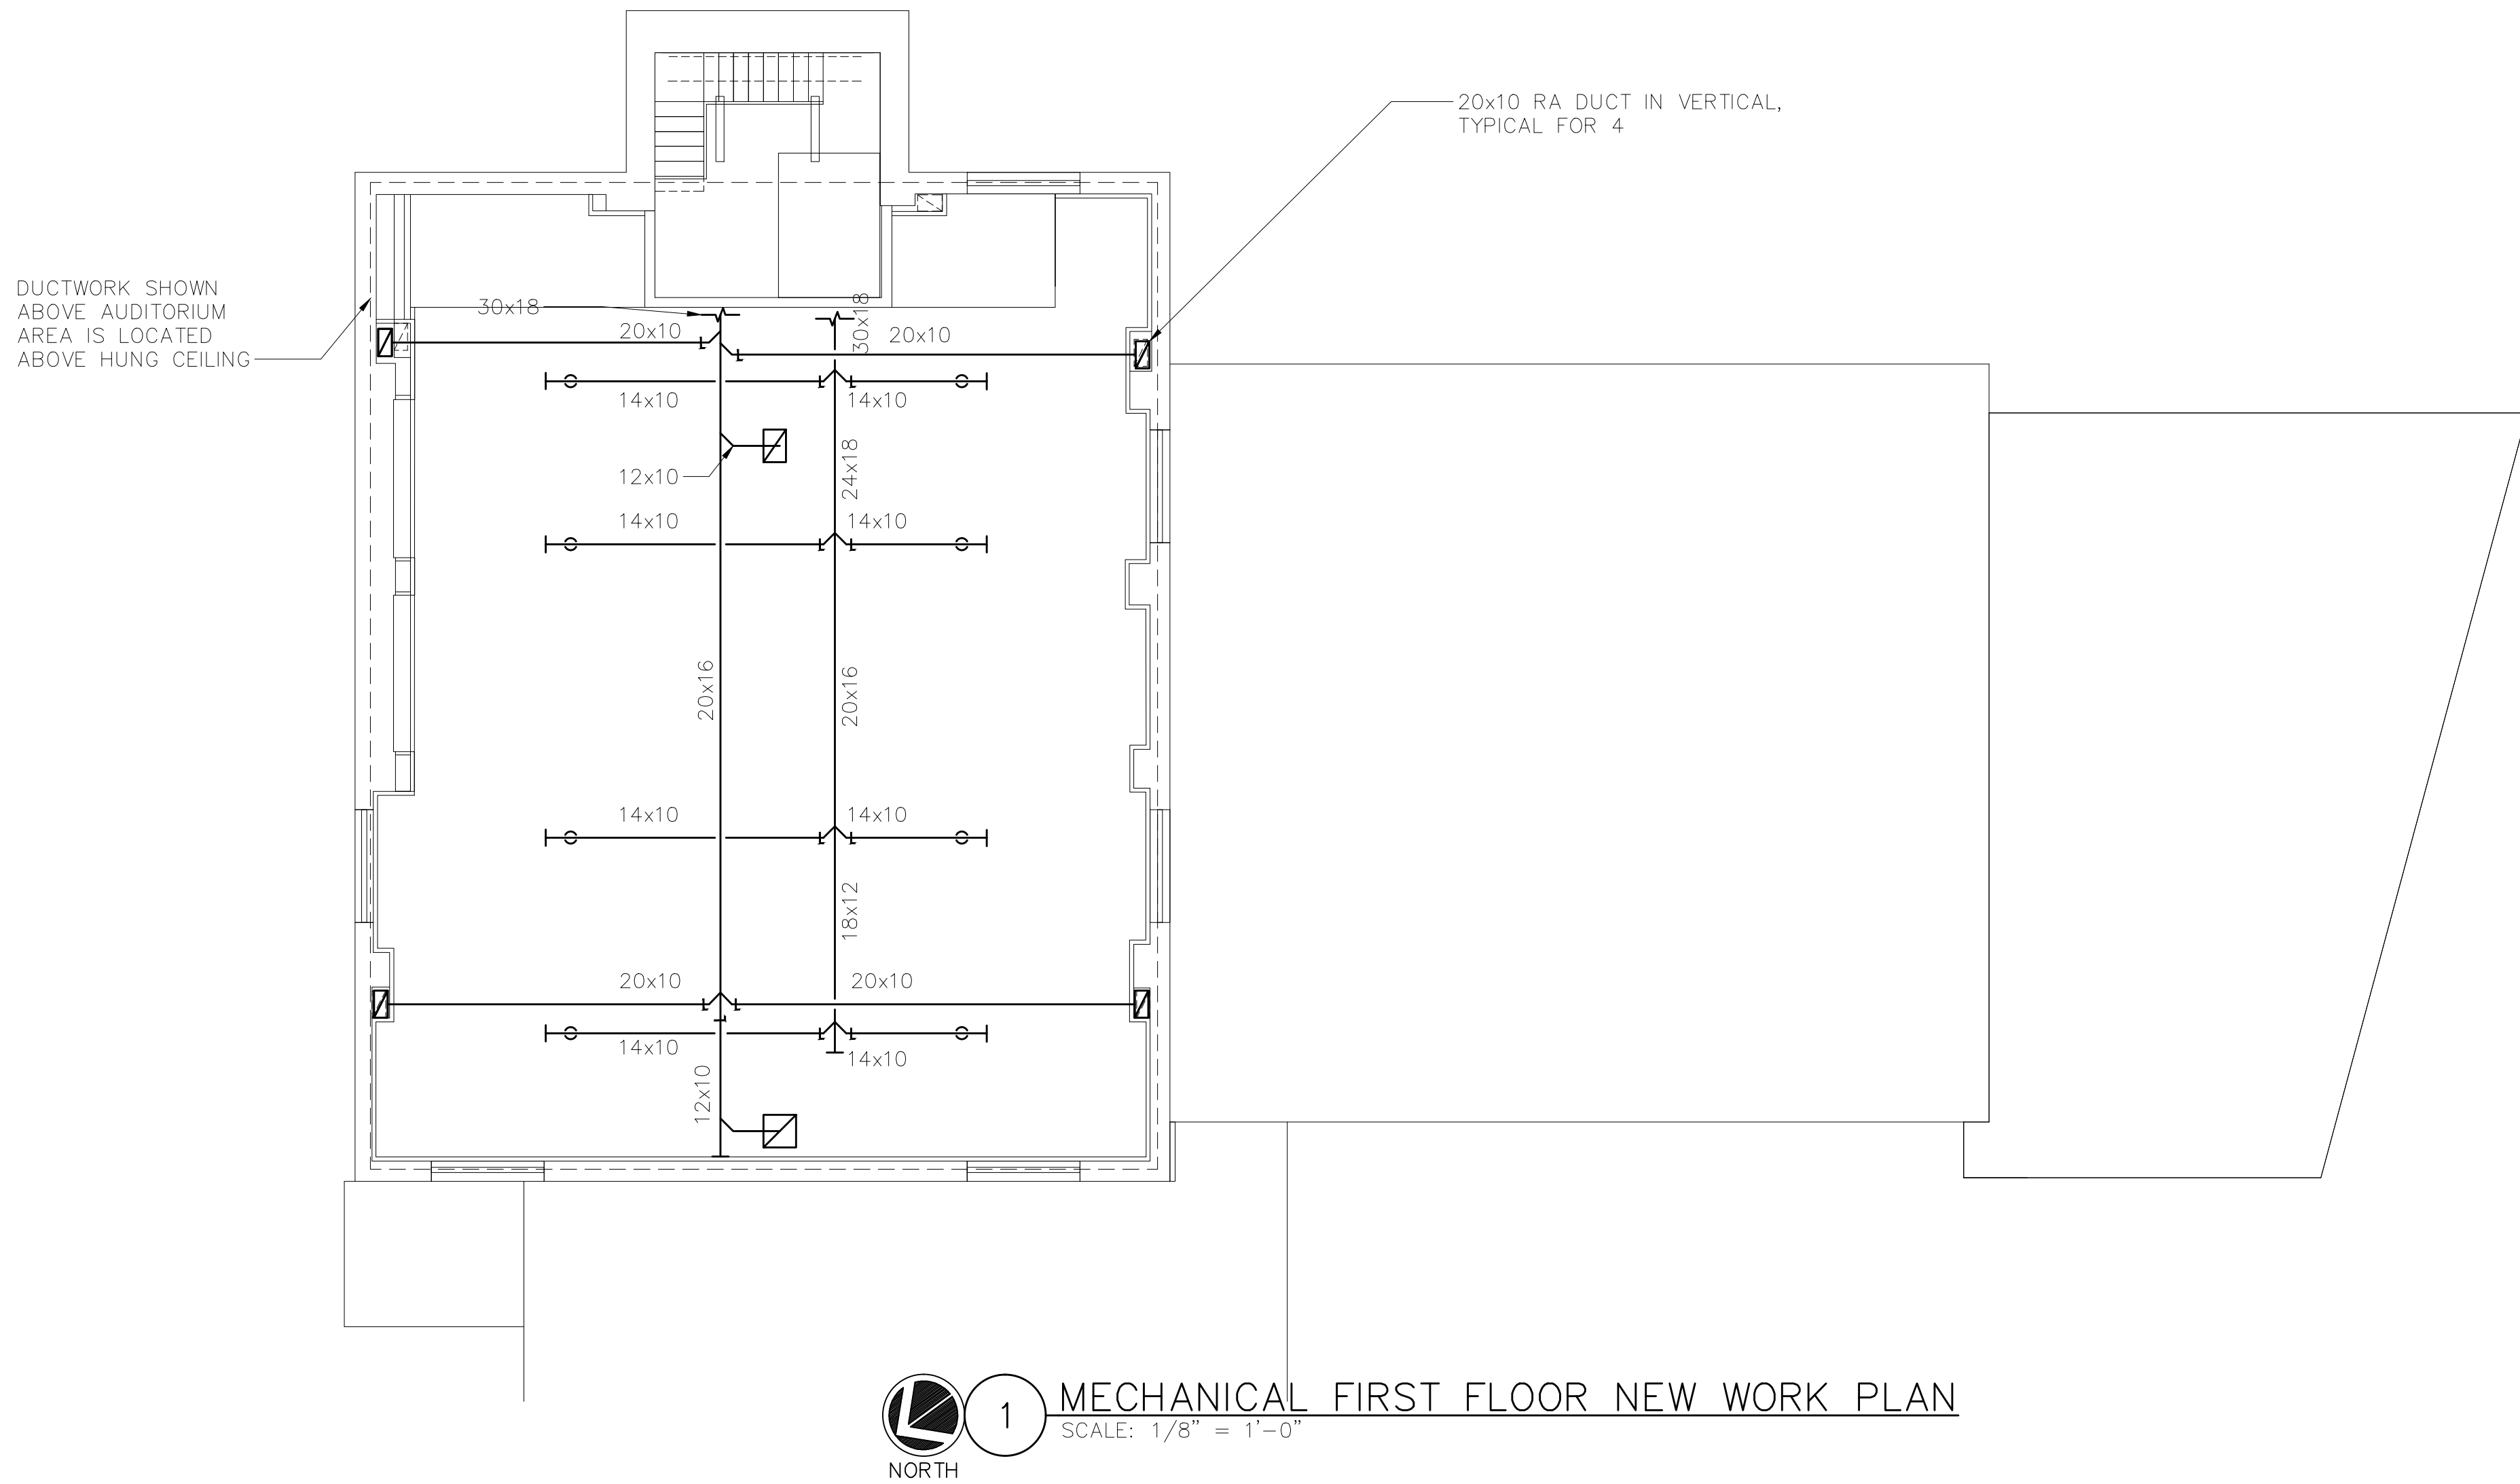 20x10 RA DUCT IN VERTICAL,
TYPICAL FOR 4
DUCTWORK SHOWN
ABOVE AUDITORIUM
AREA IS LOCATED
ABOVE HUNG CEILING
30x18
30x18
20x10
20x10
14x10
14x10
24x18
12x10
14x10
14x10
20x16
20x16
14x10
14x10
18x12
20x10
20x10
14x10
14x10
12x10
1
MECHANICAL FIRST FLOOR NEW WORK PLAN
SCALE: 1/8" = 1'-0"
NORTH